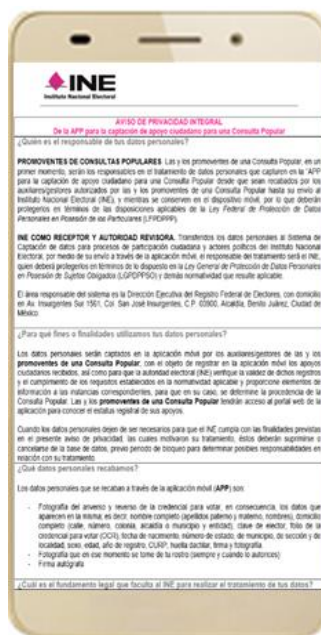 INE
Instituto Nacional Electoral
AVISO DE PRIVACIDAD INTEGRAL
De la APP para la captación de apoyo ciudadano para una Consulta Popular
¿Quién es el responsable de tus datos personales?
PROMOVENTES DE CONSULTAS POPULARES. Las y los promoventes de una Consulta Popular, en un
primer momento, serán los responsables en el tratamiento de datos personales que capturen en la "APP
para la captación de apoyo ciudadano para una Consulta Popular desde que sean recabados por los
auxiliares/gestores autorizados por las y los promoventes de una Consulta Popular hasta su envío al
Instituto Nacional Electoral (INE), y mientras se conserven en el dispositivo móvil, por lo que deberán
protegerlos en términos de las disposiciones aplicables de la Ley Federal de Protección de Datos
Personales en Posesión de los Particulares (LFPDPPP).
INE COMO RECEPTOR Y AUTORIDAD REVISORA. Transferidos los datos personales al Sistema de
Captación de datos para procesos de participación ciudadana y actores políticos del Instituto Nacional
Electoral, por medio de su envío a través de la aplicación móvil, el responsable del tratamiento será el INE,
quien deberá protegerlos en términos de lo dispuesto en la Ley General de Protección de Datos Personales
en Posesión de Sujetos Obligados (LGPDPPSO) y demás normatividad que resulte aplicable.
El área responsable del sistema es la Dirección Ejecutiva del Registro Federal de Electores, con domicilio
en Av. Insurgentes Sur 1561, Col. San José Insurgentes, C.P. 03900, Alcaldía, Benito Juárez, Ciudad de
México.
¿Para qué fines o finalidades utilizamos tus datos personales?
Los datos personales serán captados en la aplicación móvil por los auxiliares/gestores de las y los
promoventes de una Consulta Popular, con el objeto de registrar en la aplicación móvil los apoyos
ciudadanos recibidos, así como para que la autoridad electoral (INE) verifique la validez de dichos registros
y el cumplimiento de los requisitos establecidos en la normatividad aplicable y proporcione elementos de
información a las instancias correspondientes, para que en su caso, se determine la procedencia de la
Consulta Popular. Las y los promoventes de una Consulta Popular tendrán acceso al portal web de la
aplicación para conocer el estatus registral de sus apoyos.
Cuando los datos personales dejen de ser necesarios para que el INE cumpla con las finalidades previstas
en el presente aviso de privacidad, las cuales motivaron su tratamiento, éstos deberán suprimirse o
cancelarse de la base de datos, previo periodo de bloqueo para determinar posibles responsabilidades en
relación con su tratamiento.
¿Qué datos personales recabamos?
Los datos personales que se recaban a través de la aplicación móvil (APP) son:
- Fotografía del anverso y reverso de la credencial para votar, en consecuencia, los datos que
aparecen en la misma; es decir: nombre completo (apellidos paterno y materno, nombres), domicilio
completo (calle, número, colonia, alcaldía o municipio y entidad), clave de elector, folio de la
credencial para votar (OCR), fecha de nacimiento, número de estado, de municipio, de sección y de
localidad, sexo, edad, año de registro, CURP, huella dactilar, firma y fotografía
- Fotografía que en ese momento se tome de tu rostro (siempre y cuando lo autorices)
- Firma autógrafa
¿Cuál es el fundamento legal que faculta al INE para realizar el tratamiento de tus datos?